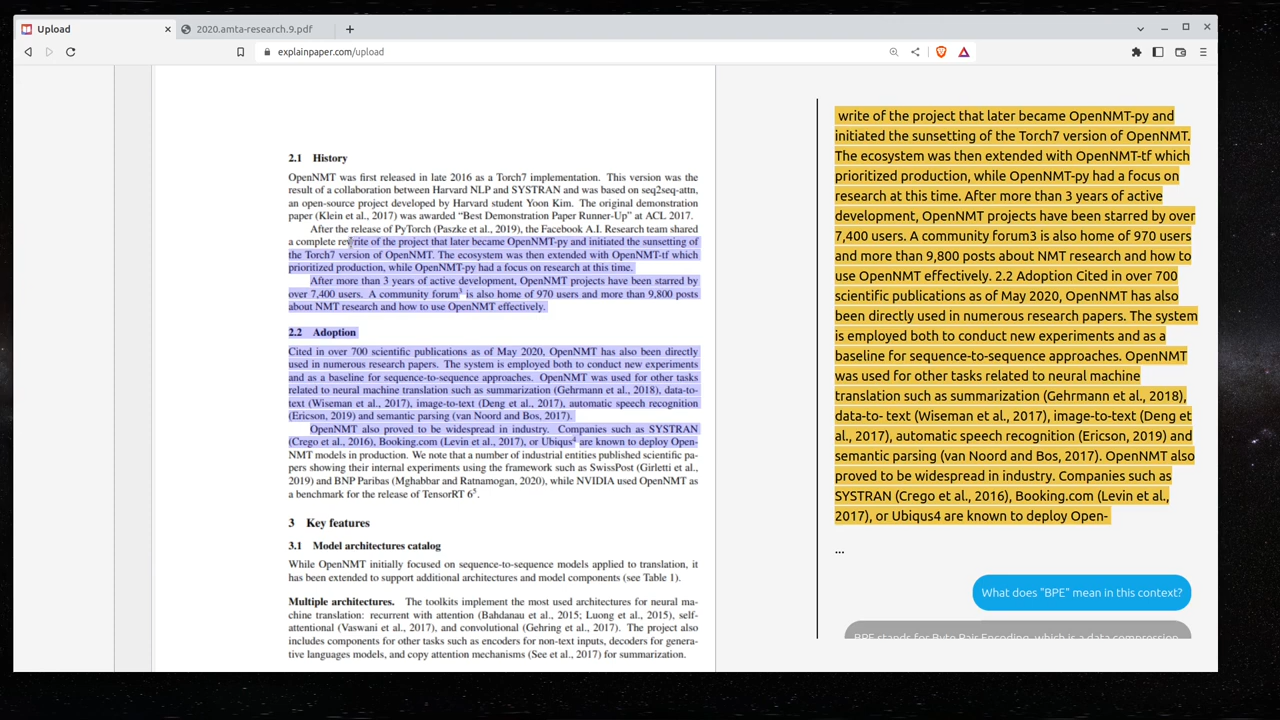 Upload
2020.amta-research.9.pdf
explainpaper.com/upload
2.1 History
OpenNMT was first released in late 2016 as a Torch7 implementation. This version was the
result of a collaboration between Harvard NLP and SYSTRAN and was based on seq2seq-attn,
an open-source project developed by Harvard student Yoon Kim. The original demonstration
paper (Klein et al., 2017) was awarded “Best Demonstration Paper Runner-Up” at ACL 2017.
After the release of PyTorch (Paszke et al., 2019), the Facebook A.I. Research team shared
a complete rewrite of the project that later became OpenNMT-py and initiated the sunsetting of
the Torch7 version of OpenNMT. The ecosystem was then extended with OpenNMT-tf which
prioritized production, while OpenNMT-py had a focus on research at this time.
After more than 3 years of active development, OpenNMT projects have been starred by
over 7,400 users. A community forum3 is also home of 970 users and more than 9,800 posts
about NMT research and how to use OpenNMT effectively.
2.2 Adoption
Cited in over 700 scientific publications as of May 2020, OpenNMT has also been directly
used in numerous research papers. The system is employed both to conduct new experiments
and as a baseline for sequence-to-sequence approaches. OpenNMT was used for other tasks
related to neural machine translation such as summarization (Gehrmann et al., 2018), data-to-
text (Wiseman et al., 2017), image-to-text (Deng et al., 2017), automatic speech recognition
(Ericson, 2019) and semantic parsing (van Noord and Bos, 2017).
OpenNMT also proved to be widespread in industry. Companies such as SYSTRAN
(Crego et al., 2016), Booking.com (Levin et al., 2017), or Ubiqus4 are known to deploy Open-
NMT models in production. We note that a number of industrial entities published scientific pa-
pers showing their internal experiments using the framework such as SwissPost (Girletti et al.,
2019) and BNP Paribas (Mghabbar and Ratnamogan, 2020), while NVIDIA used OpenNMT as
a benchmark for the release of TensorRT 65.
3 Key features
3.1 Model architectures catalog
While OpenNMT initially focused on sequence-to-sequence models applied to translation, it
has been extended to support additional architectures and model components (see Table 1).
Multiple architectures. The toolkits implement the most used architectures for neural ma-
chine translation: recurrent with attention (Bahdanau et al., 2015; Luong et al., 2015), self-
attentional (Vaswani et al., 2017), and convolutional (Gehring et al., 2017). The project also
includes components for other tasks such as encoders for non-text inputs, decoders for genera-
tive languages models, and copy attention mechanisms (See et al., 2017) for summarization.
write of the project that later became OpenNMT-py and
initiated the sunsetting of the Torch7 version of OpenNMT.
The ecosystem was then extended with OpenNMT-tf which
prioritized production, while OpenNMT-py had a focus on
research at this time. After more than 3 years of active
development, OpenNMT projects have been starred by over
7,400 users. A community forum3 is also home of 970 users
and more than 9,800 posts about NMT research and how to
use OpenNMT effectively. 2.2 Adoption Cited in over 700
scientific publications as of May 2020, OpenNMT has also
been directly used in numerous research papers. The system
is employed both to conduct new experiments and as a
baseline for sequence-to-sequence approaches. OpenNMT
was used for other tasks related to neural machine
translation such as summarization (Gehrmann et al., 2018),
data-to- text (Wiseman et al., 2017), image-to-text (Deng et
al., 2017), automatic speech recognition (Ericson, 2019) and
semantic parsing (van Noord and Bos, 2017). OpenNMT also
proved to be widespread in industry. Companies such as
SYSTRAN (Crego et al., 2016), Booking.com (Levin et al.,
2017), or Ubiqus4 are known to deploy Open-
...
What does "BPE" mean in this context?
BPE stands for Byte Pair Encoding, which is a data compression